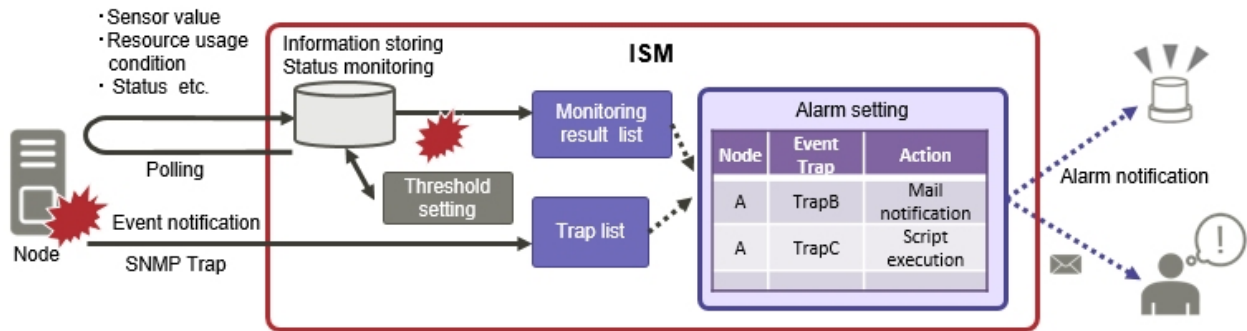 ・Sensor value
・Resource usage
condition
・Status etc.
Information storing
Status monitoring
ISM
Polling
Node
Event notification
SNMP Trap
Threshold
setting
Monitoring
result list
Trap list
Alarm setting
Node
Event
Trap
Action
A
TrapB
Mail
notification
A
TrapC
Script
execution
Alarm notification
!